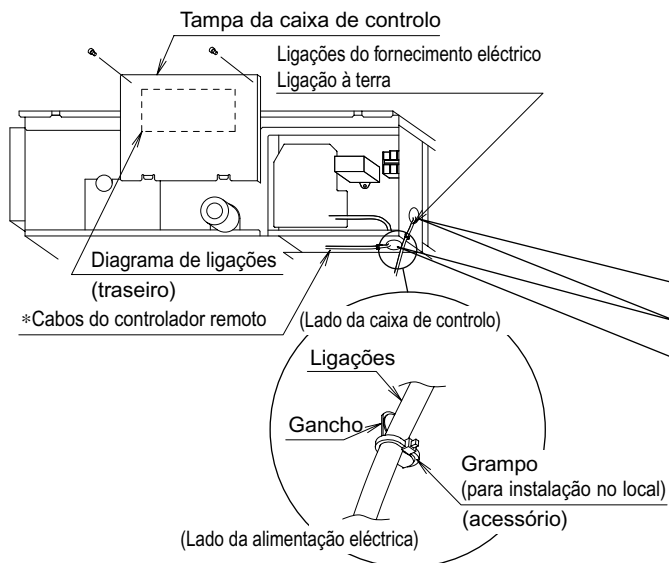 Tampa da caixa de controlo
Ligações do fornecimento eléctrico
Ligação à terra
Diagrama de ligações
(traseiro)
*Cabos do controlador remoto
(Lado da caixa de controlo)
Ligações
Gancho
Grampo
(para instalação no local)
(acessório)
(Lado da alimentação eléctrica)